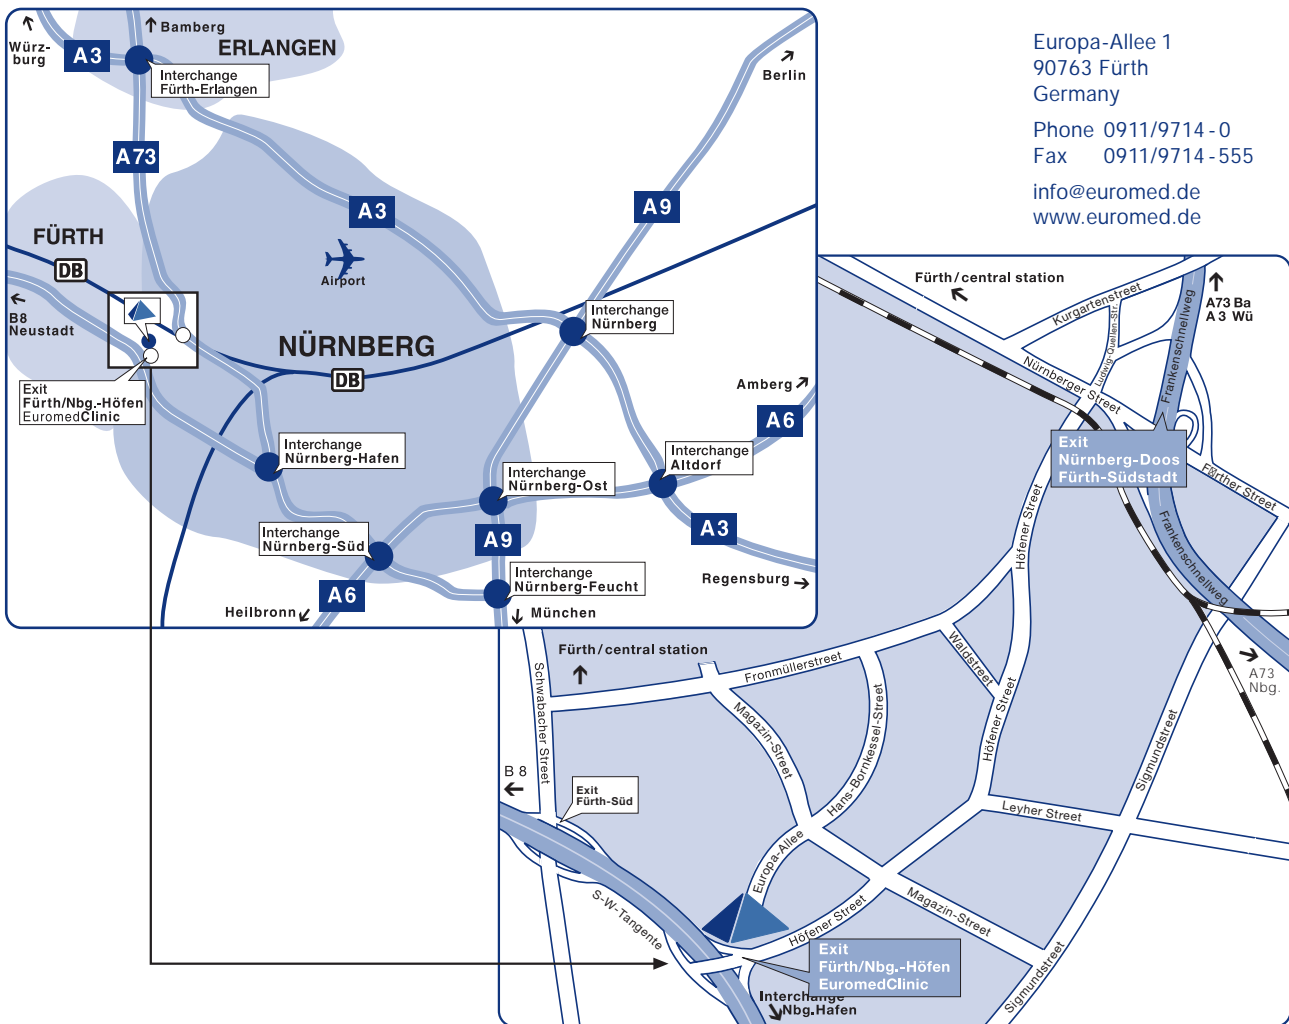 Würz-
burg
A3
Bamberg
ERLANGEN
Interchange
Fürth-Erlangen
A73
Berlin
A3
A9
FÜRTH
DB
Airport
B8
Neustadt
Interchange
Nürnberg
NÜRNBERG
DB
Exit
Fürth/Nbg.-Höfen
EuromedClinic
Amberg
A6
Interchange
Nürnberg-Hafen
Interchange
Altdorf
Interchange
Nürnberg-Ost
Interchange
Nürnberg-Süd
A9
A3
Interchange
Nürnberg-Feucht
Regensburg
A6
Heilbronn
München
Europa-Allee 1
90763 Fürth
Germany
Phone 0911/9714-0
Fax 0911/9714-555
info@euromed.de
www.euromed.de
Fürth/central station
A73 Ba
A3 Wü
Kurgartenstreet
Ludwig-Quellen-Str.
Frankenschnellweg
Nürnberger Street
Exit
Nürnberg-Doos
Fürth-Südstadt
Fürther Street
Höfener Street
Frankenschnellweg
A73
Nbg.
Fürth/central station
Fronmüllerstreet
Waldstreet
Schwabacher Street
Magazin-Street
Hans-Bornkessel-Street
Höfener Street
Sigmundstreet
B 8
Exit
Fürth-Süd
Leyher Street
Europa-Allee
S-W-Tangente
Höfener Street
Magazin-Street
Exit
Fürth/Nbg.-Höfen
EuromedClinic
Sigmundstreet
Interchange
Nbg.Hafen